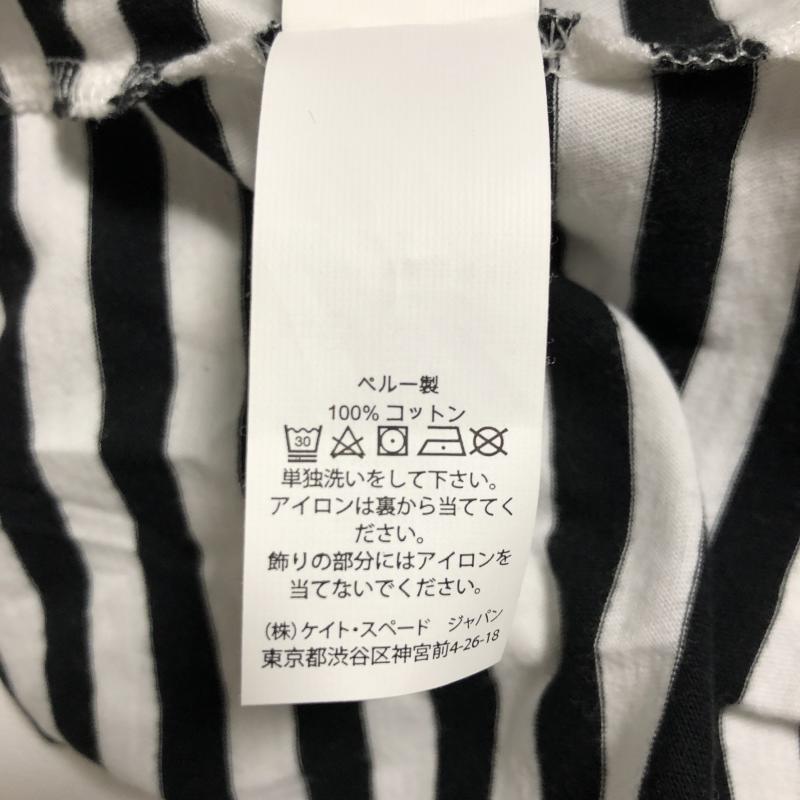 ペルー製
100% コットン
30
単独洗いをして下さい。
アイロンは裏から当ててく
ださい。
飾りの部分にはアイロンを
当てないでください。
(株)ケイト・スペード ジャパン
東京都渋谷区神宮前4-26-18